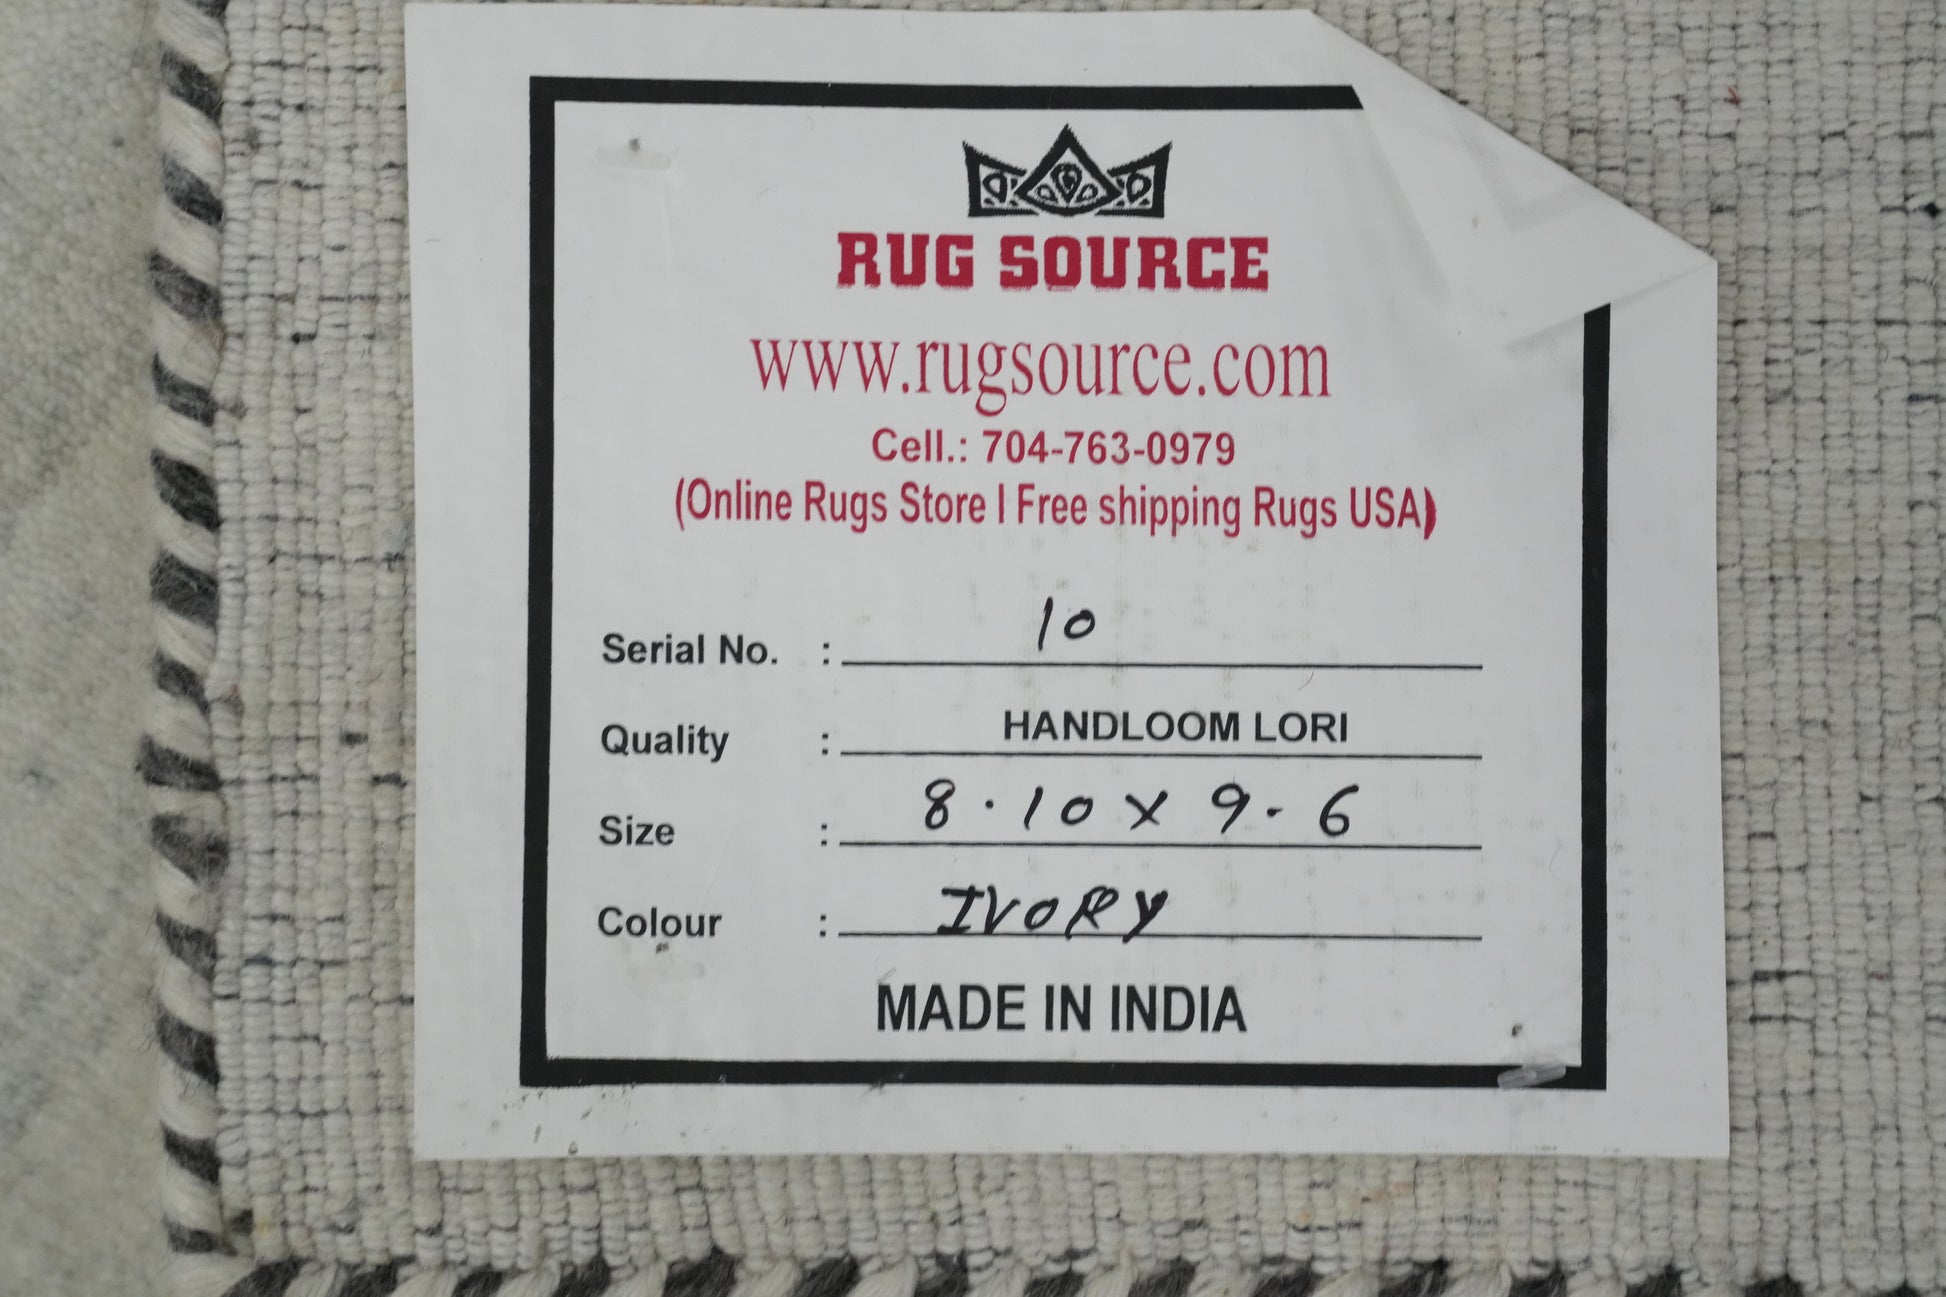 RUG SOURCE
www.rugsource.com
Cell.: 704-763-0979
(Online Rugs Store I Free shipping Rugs USA)
Serial No. : 10
Quality : HANDLOOM LORI
Size : 8.10 X 9.6
Colour : IVORY
MADE IN INDIA